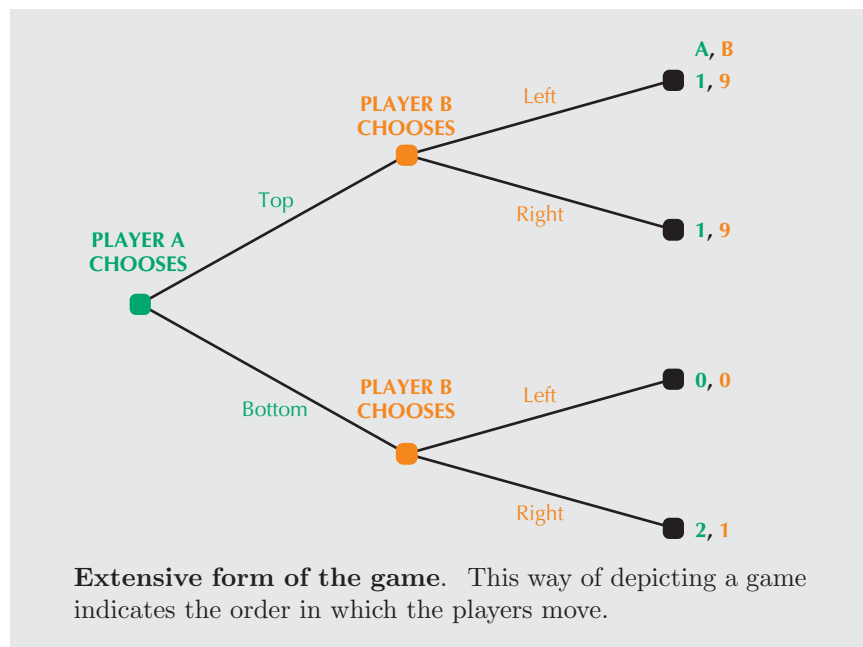 A, B
1, 9
PLAYER B
CHOOSES
Left
Top
Right
1, 9
PLAYER A
CHOOSES
PLAYER B
CHOOSES
Left
0, 0
Bottom
Right
2, 1
Extensive form of the game. This way of depicting a game
indicates the order in which the players move.